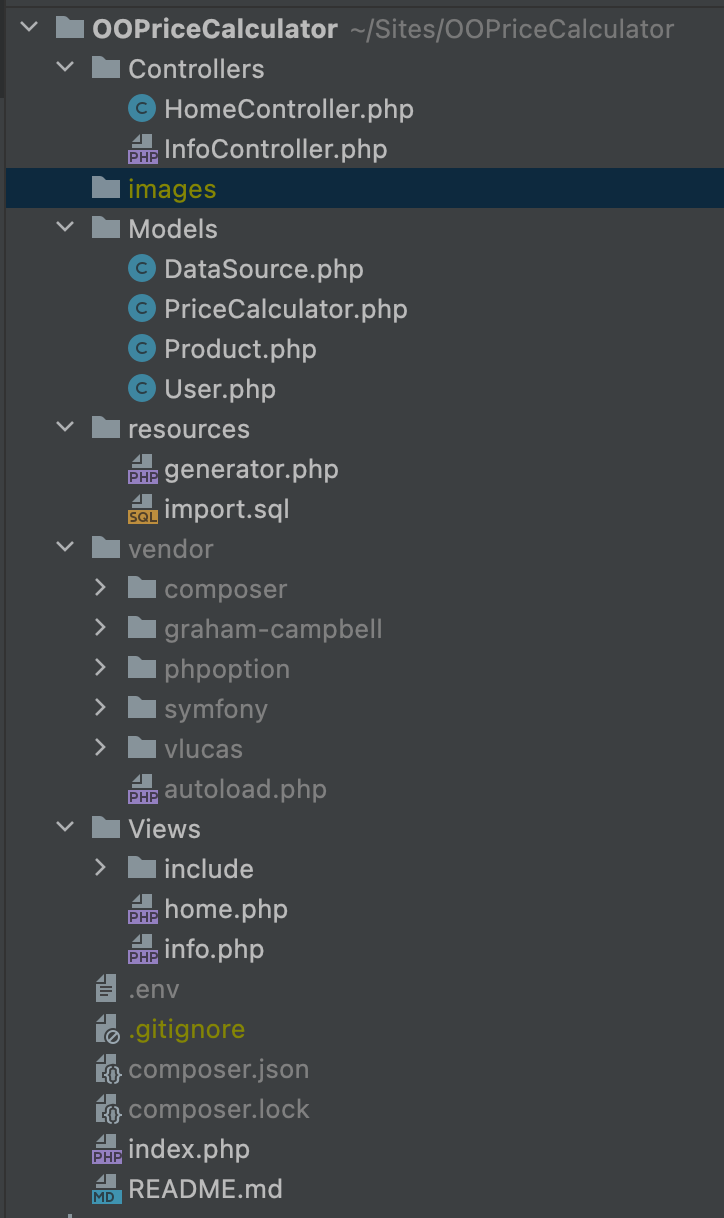 OOPriceCalculator ~/Sites/OOPriceCalculator
Controllers
C HomeController.php
PHP InfoController.php
images
Models
C DataSource.php
C PriceCalculator.php
C Product.php
C User.php
resources
PHP generator.php
SQL import.sql
vendor
composer
graham-campbell
phpoption
symfony
vlucas
PHP autoload.php
Views
include
PHP home.php
PHP info.php
.env
.gitignore
composer.json
composer.lock
PHP index.php
MD README.md